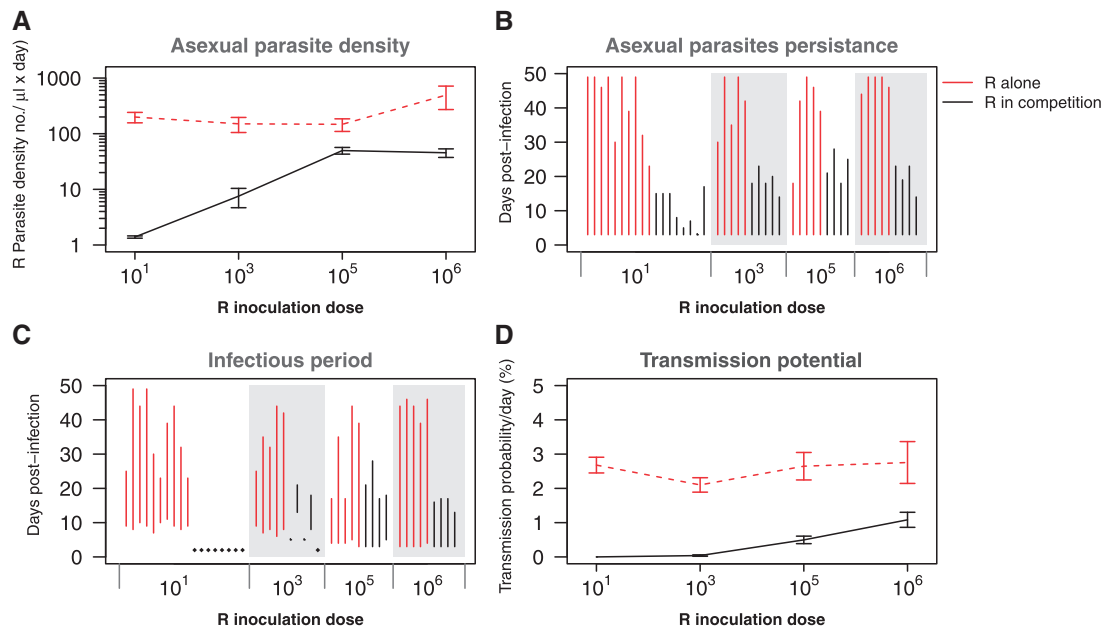 A
Asexual parasite density
R Parasite density no./ µl x day)
1000
100
10
1
10¹ 10³ 10⁵ 10⁶
R inoculation dose
B
Asexual parasites persistance
Days post–infection
50
40
30
20
10
0
10¹ 10³ 10⁵ 10⁶
R inoculation dose
R alone
R in competition
C
Infectious period
Days post–infection
50
40
30
20
10
0
10¹ 10³ 10⁵ 10⁶
R inoculation dose
D
Transmission potential
Transmission probability/day (%)
5
4
3
2
1
0
10¹ 10³ 10⁵ 10⁶
R inoculation dose